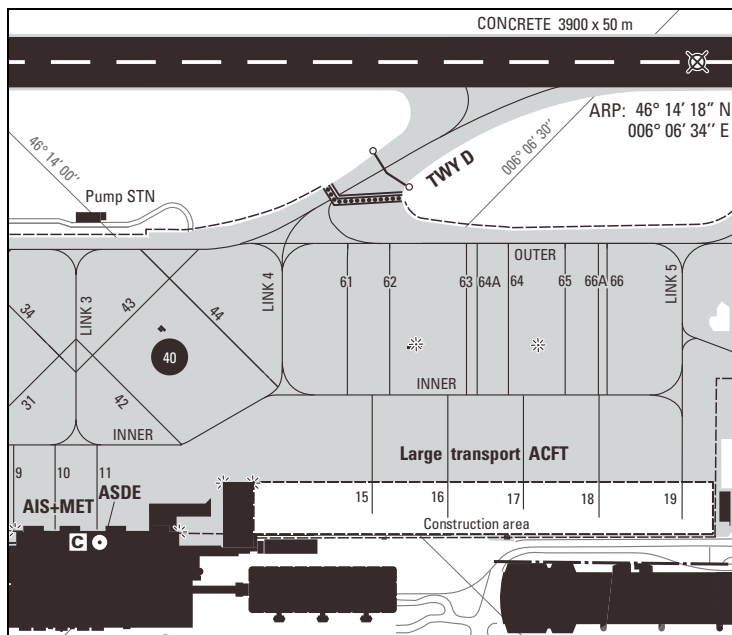 CONCRETE 3900 x 50 m
ARP: 46° 14' 18" N
006° 06' 34" E
46° 14' 00"
006° 06' 30"
TWY D
Pump STN
OUTER
LINK 3
LINK 4
LINK 5
34
43
44
61
62
63
64A
64
65
66A
66
40
31
42
INNER
INNER
9
10
11
AIS+MET
ASDE
Large transport ACFT
15
16
17
18
19
Construction area
C